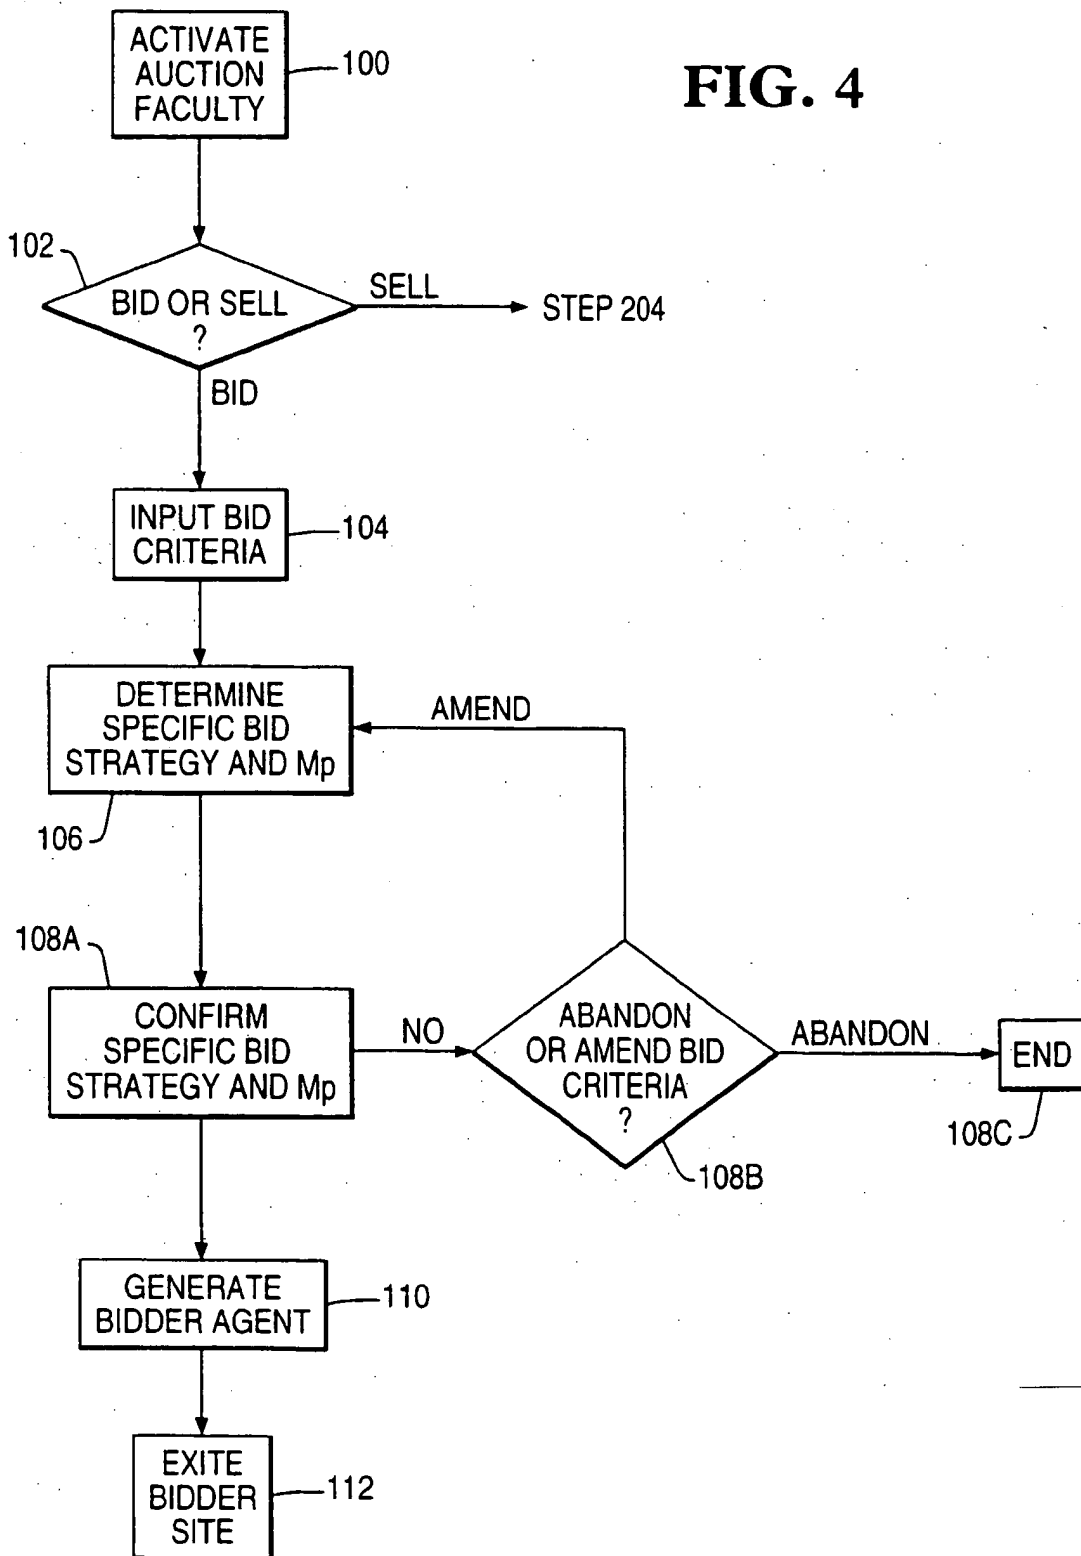 ACTIVATE
AUCTION
FACULTY
100
FIG. 4
102
BID OR SELL
?
SELL
STEP 204
BID
INPUT BID
CRITERIA
104
DETERMINE
SPECIFIC BID
STRATEGY AND Mp
106
AMEND
108A
CONFIRM
SPECIFIC BID
STRATEGY AND Mp
NO
ABANDON
OR AMEND BID
CRITERIA
?
108B
ABANDON
END
108C
GENERATE
BIDDER AGENT
110
EXITE
BIDDER
SITE
112